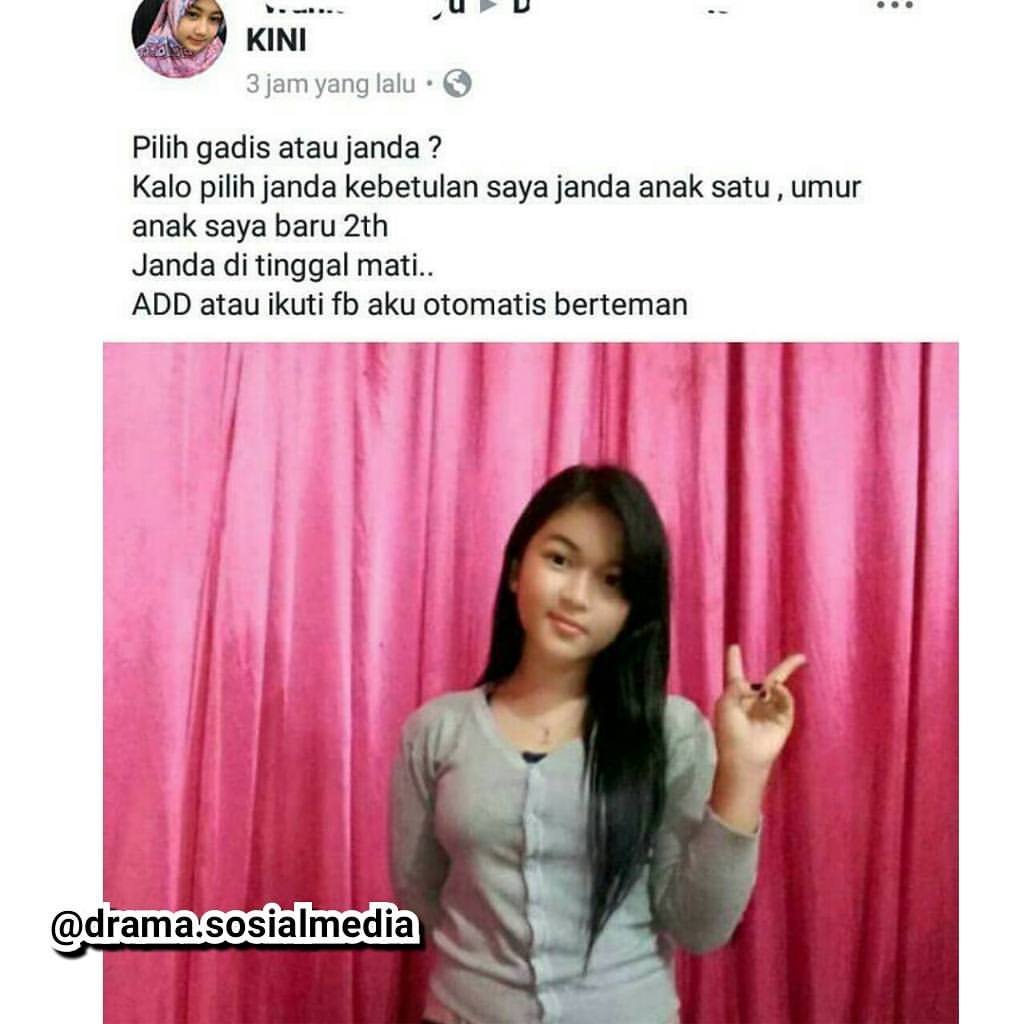 KINI
3 jam yang lalu
Pilih gadis atau janda ?
Kalo pilih janda kebetulan saya janda anak satu , umur
anak saya baru 2th
Janda di tinggal mati..
ADD atau ikuti fb aku otomatis berteman
@drama.sosialmedia